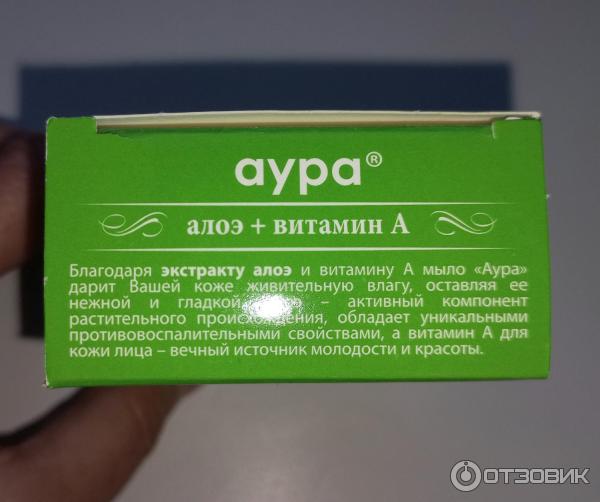 аура®
алоэ + витамин А
Благодаря экстракту алоэ и витамину А мыло «Аура»
дарит Вашей коже живительную влагу, оставляя ее
нежной и гладкой. – активный компонент
растительного происхождения, обладает уникальными
противовоспалительными свойствами, а витамин А для
кожи лица – вечный источник молодости и красоты.
ОТЗОВИК